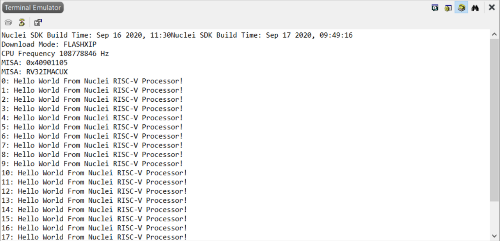 Terminal Emulator
Nuclei SDK Build Time: Sep 16 2020, 11:30Nuclei SDK Build Time: Sep 17 2020, 09:49:16
Download Mode: FLASHXIP
CPU Frequency 108778846 Hz
MISA: 0x40901105
MISA: RV32IMACUX
0: Hello World From Nuclei RISC-V Processor!
1: Hello World From Nuclei RISC-V Processor!
2: Hello World From Nuclei RISC-V Processor!
3: Hello World From Nuclei RISC-V Processor!
4: Hello World From Nuclei RISC-V Processor!
5: Hello World From Nuclei RISC-V Processor!
6: Hello World From Nuclei RISC-V Processor!
7: Hello World From Nuclei RISC-V Processor!
8: Hello World From Nuclei RISC-V Processor!
9: Hello World From Nuclei RISC-V Processor!
10: Hello World From Nuclei RISC-V Processor!
11: Hello World From Nuclei RISC-V Processor!
12: Hello World From Nuclei RISC-V Processor!
13: Hello World From Nuclei RISC-V Processor!
14: Hello World From Nuclei RISC-V Processor!
15: Hello World From Nuclei RISC-V Processor!
16: Hello World From Nuclei RISC-V Processor!
17: Hello World From Nuclei RISC-V Processor!